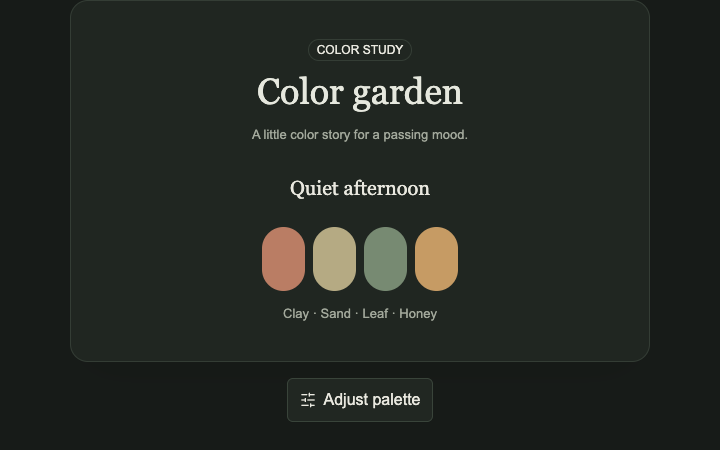 COLOR STUDY
Color garden
A little color story for a passing mood.
Quiet afternoon
Clay · Sand · Leaf · Honey
Adjust palette